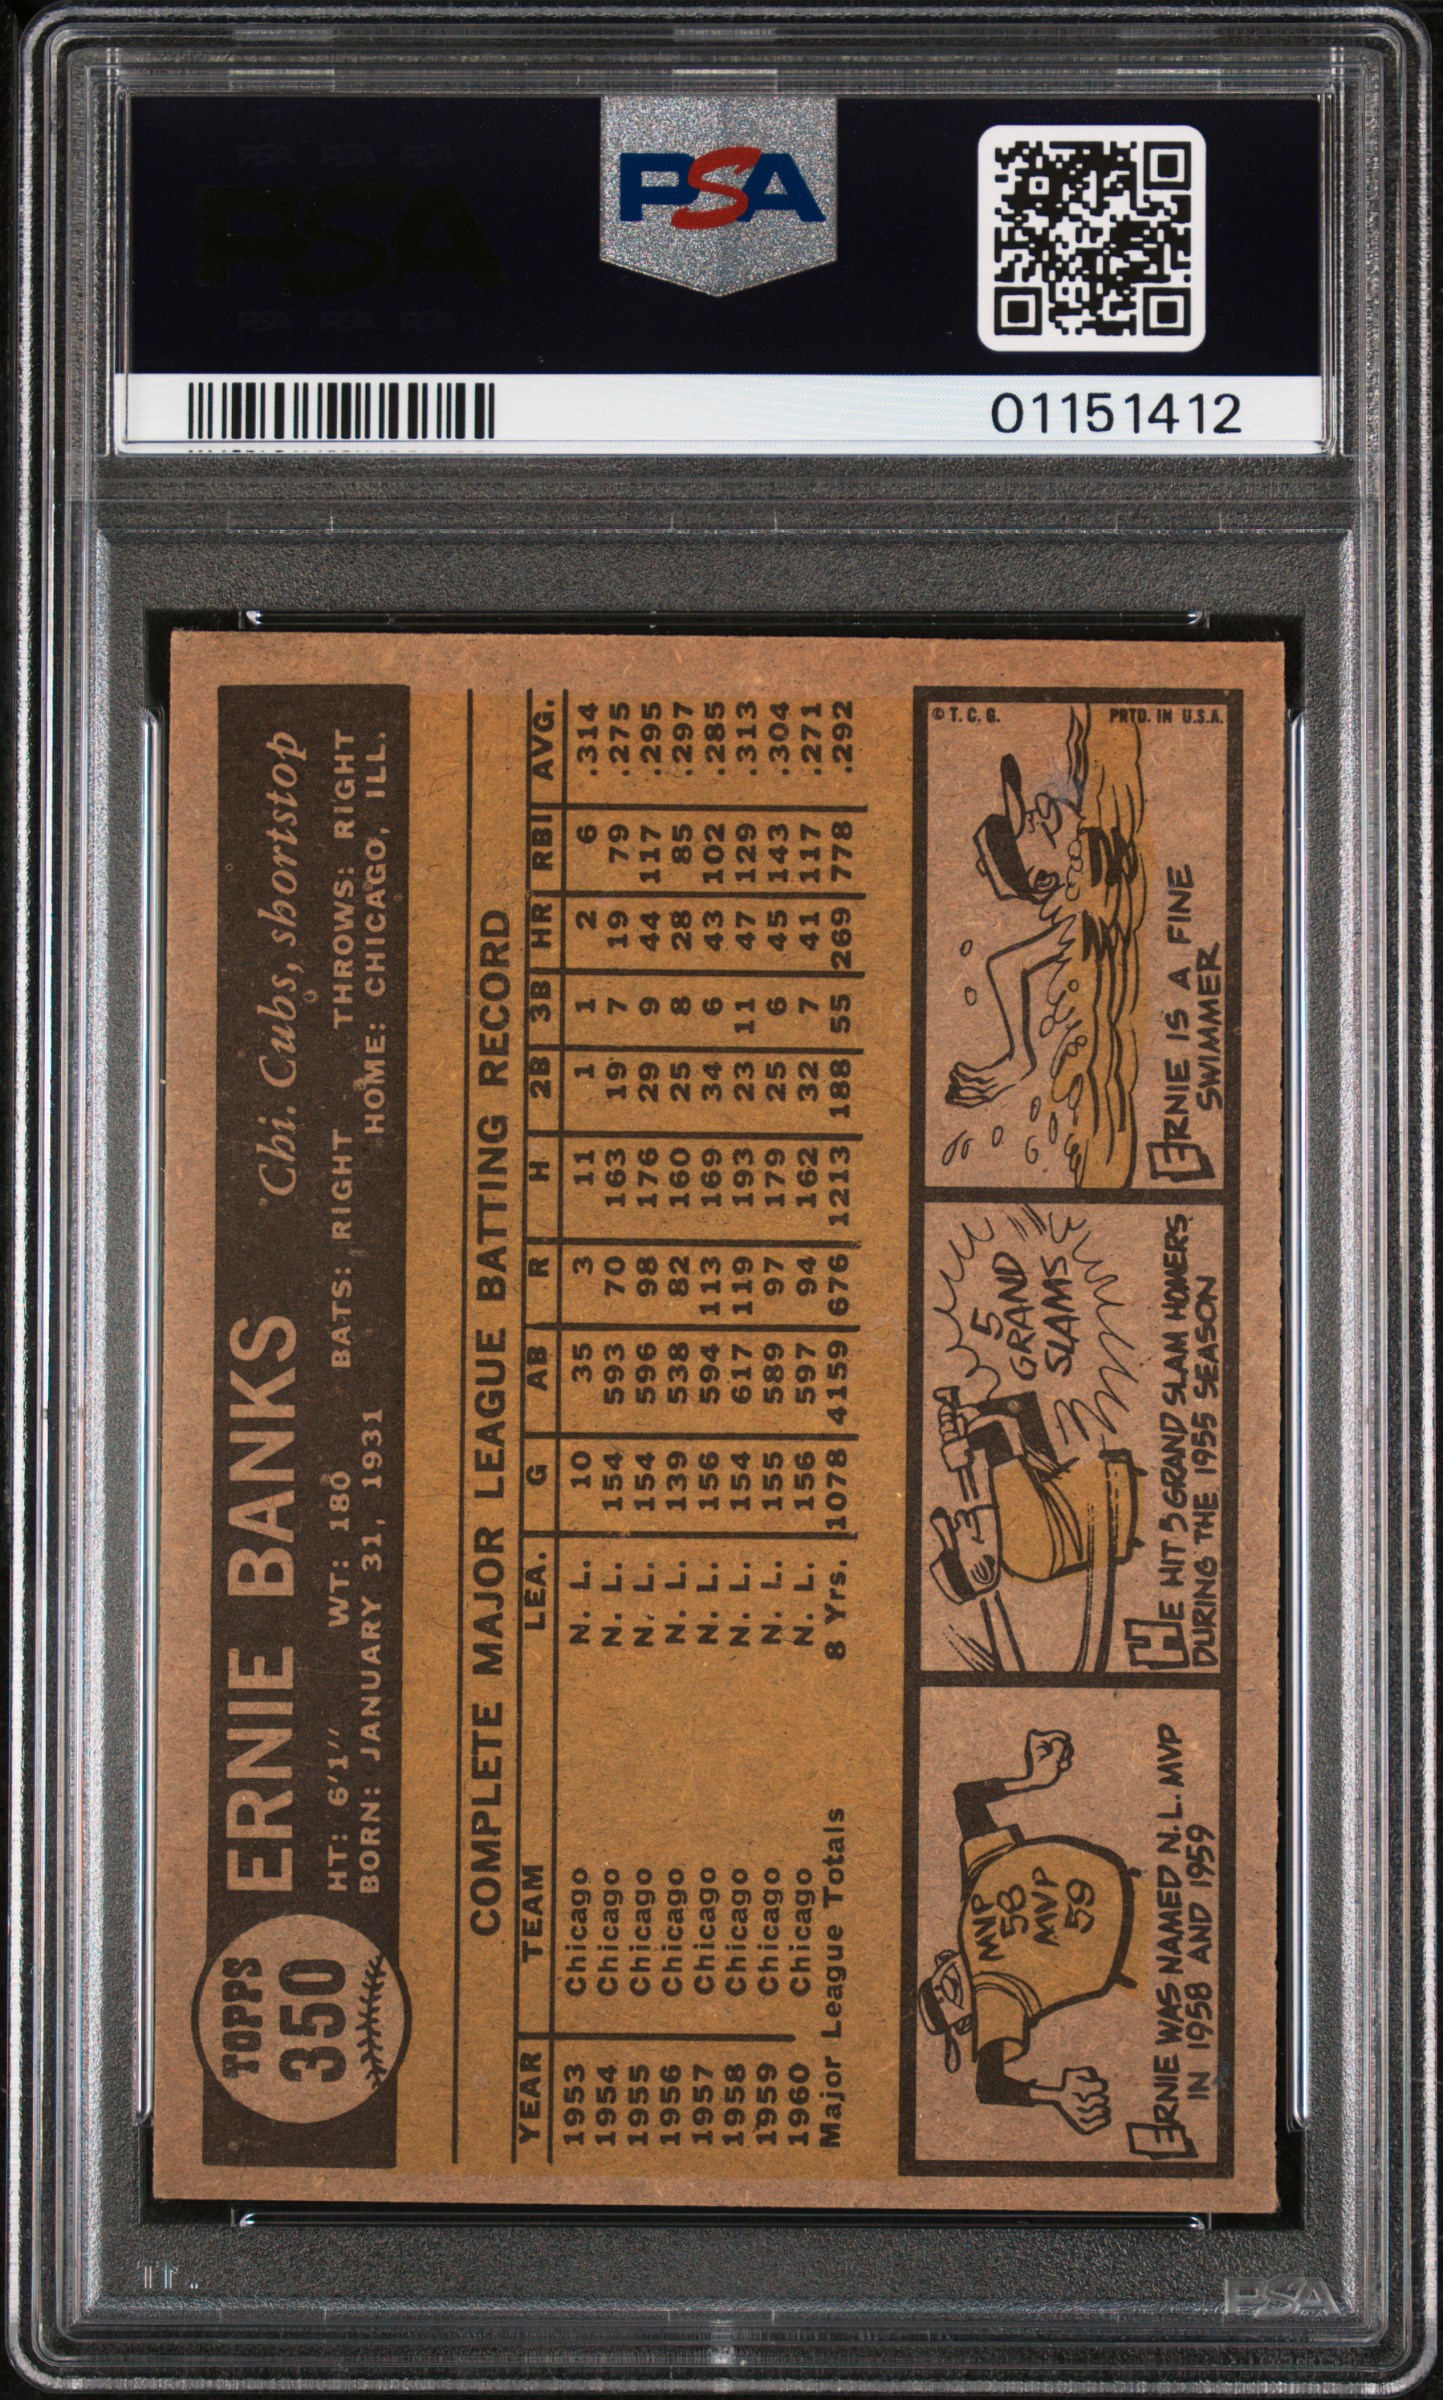 PSA
PSA PSA PSA
PSA
PSA PSA PSA
01151412
TOPPS
350
ERNIE BANKS
Chi. Cubs, shortstop
HT: 6'1" WT: 180 BATS: RIGHT THROWS: RIGHT
BORN: JANUARY 31, 1931 HOME: CHICAGO, ILL.
COMPLETE MAJOR LEAGUE BATTING RECORD
YEAR TEAM LEA. G AB R H 2B 3B HR RBI AVG.
1953 Chicago N. L. 10 35 3 11 1 1 2 6 .314
1954 Chicago N. L. 154 593 70 163 19 7 19 79 .275
1955 Chicago N. L. 154 596 98 176 29 9 44 117 .295
1956 Chicago N. L. 139 538 82 160 25 8 28 85 .297
1957 Chicago N. L. 156 594 113 169 34 6 43 102 .285
1958 Chicago N. L. 154 617 119 193 23 11 47 129 .313
1959 Chicago N. L. 155 589 97 179 25 6 45 143 .304
1960 Chicago N. L. 156 597 94 162 32 7 41 117 .271
Major League Totals 8 Yrs. 1078 4159 676 1213 188 55 269 778 .292
MVP
58
MVP
59
ERNIE WAS NAMED N.L. MVP
IN 1958 AND 1959
5
GRAND
SLAMS
HE HIT 5 GRAND SLAM HOMERS
DURING THE 1955 SEASON
© T. C. G.
PRTD. IN U.S.A.
ERNIE IS A FINE
SWIMMER
PSA